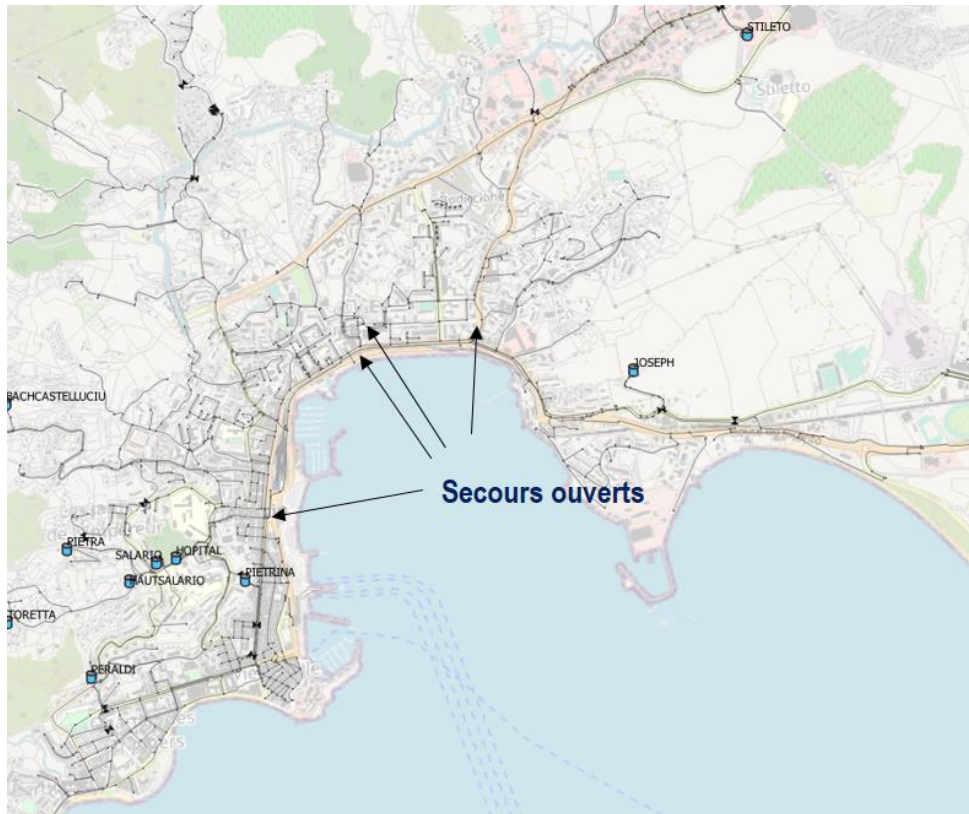 STILETO
Stiletto
JOSEPH
BACHCASTELLUCIU
Secours ouverts
PIETRA
SALARIO
HOPITAL
HAUTSALARIO
PIETRINA
TORETTA
PERALDI